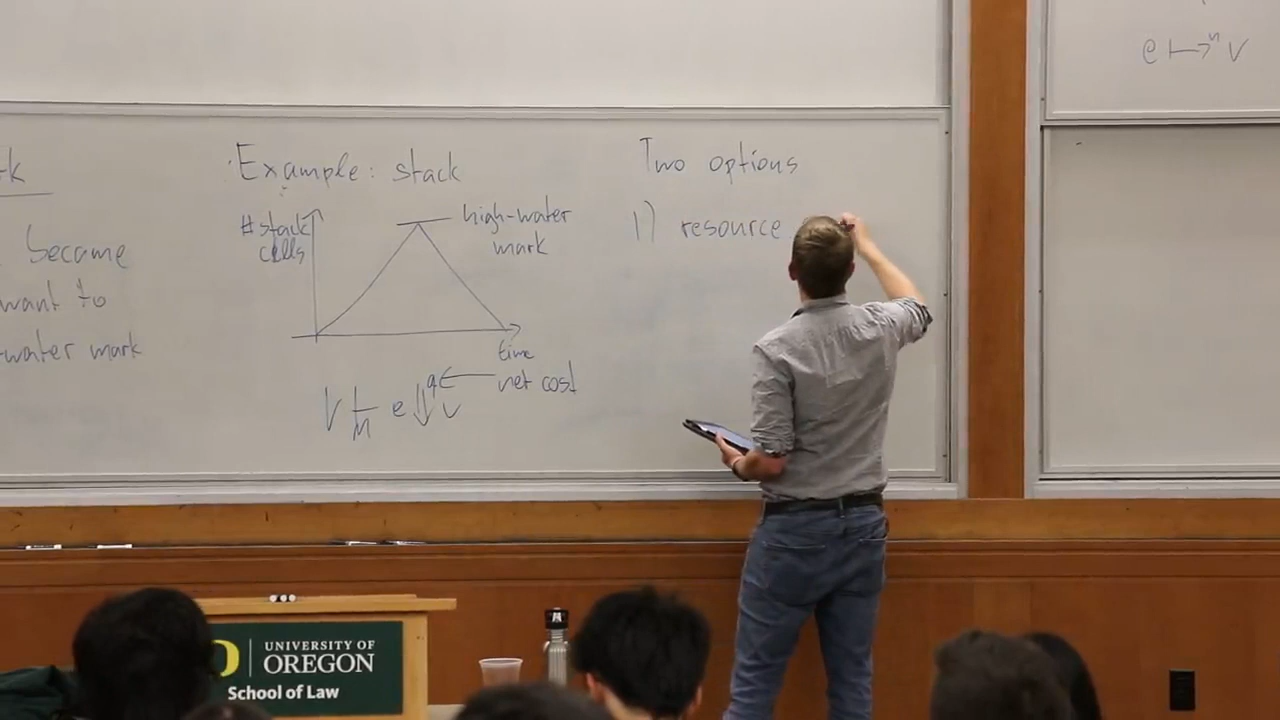 become
want to
-water mark
Example: stack
# stack
cells
high-water
mark
time
net cost
V ⊢M e ⇓q v
Two options
1) resource
e ↦n v
UNIVERSITY OF
OREGON
School of Law